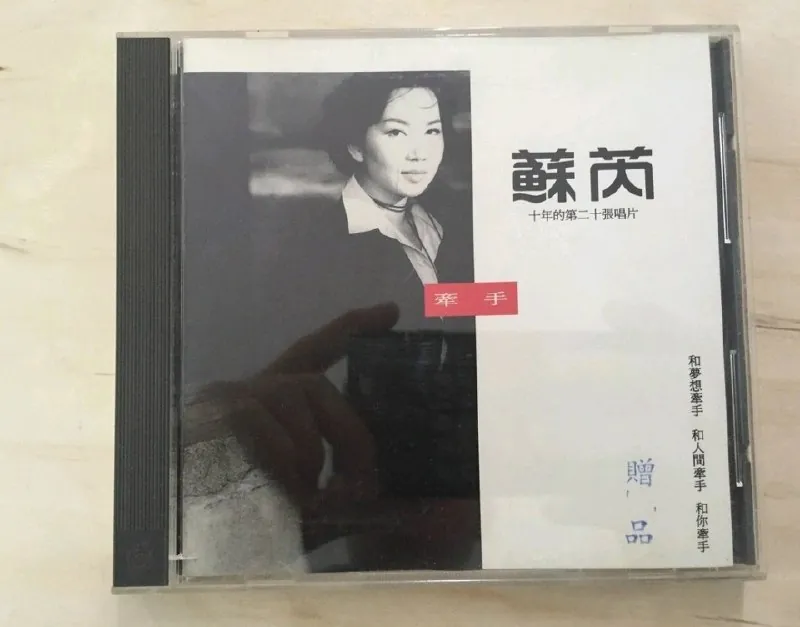 蘇芮
十年的第二十張唱片
牽手
和夢想牽手 和人間牽手 和你牽手
贈品